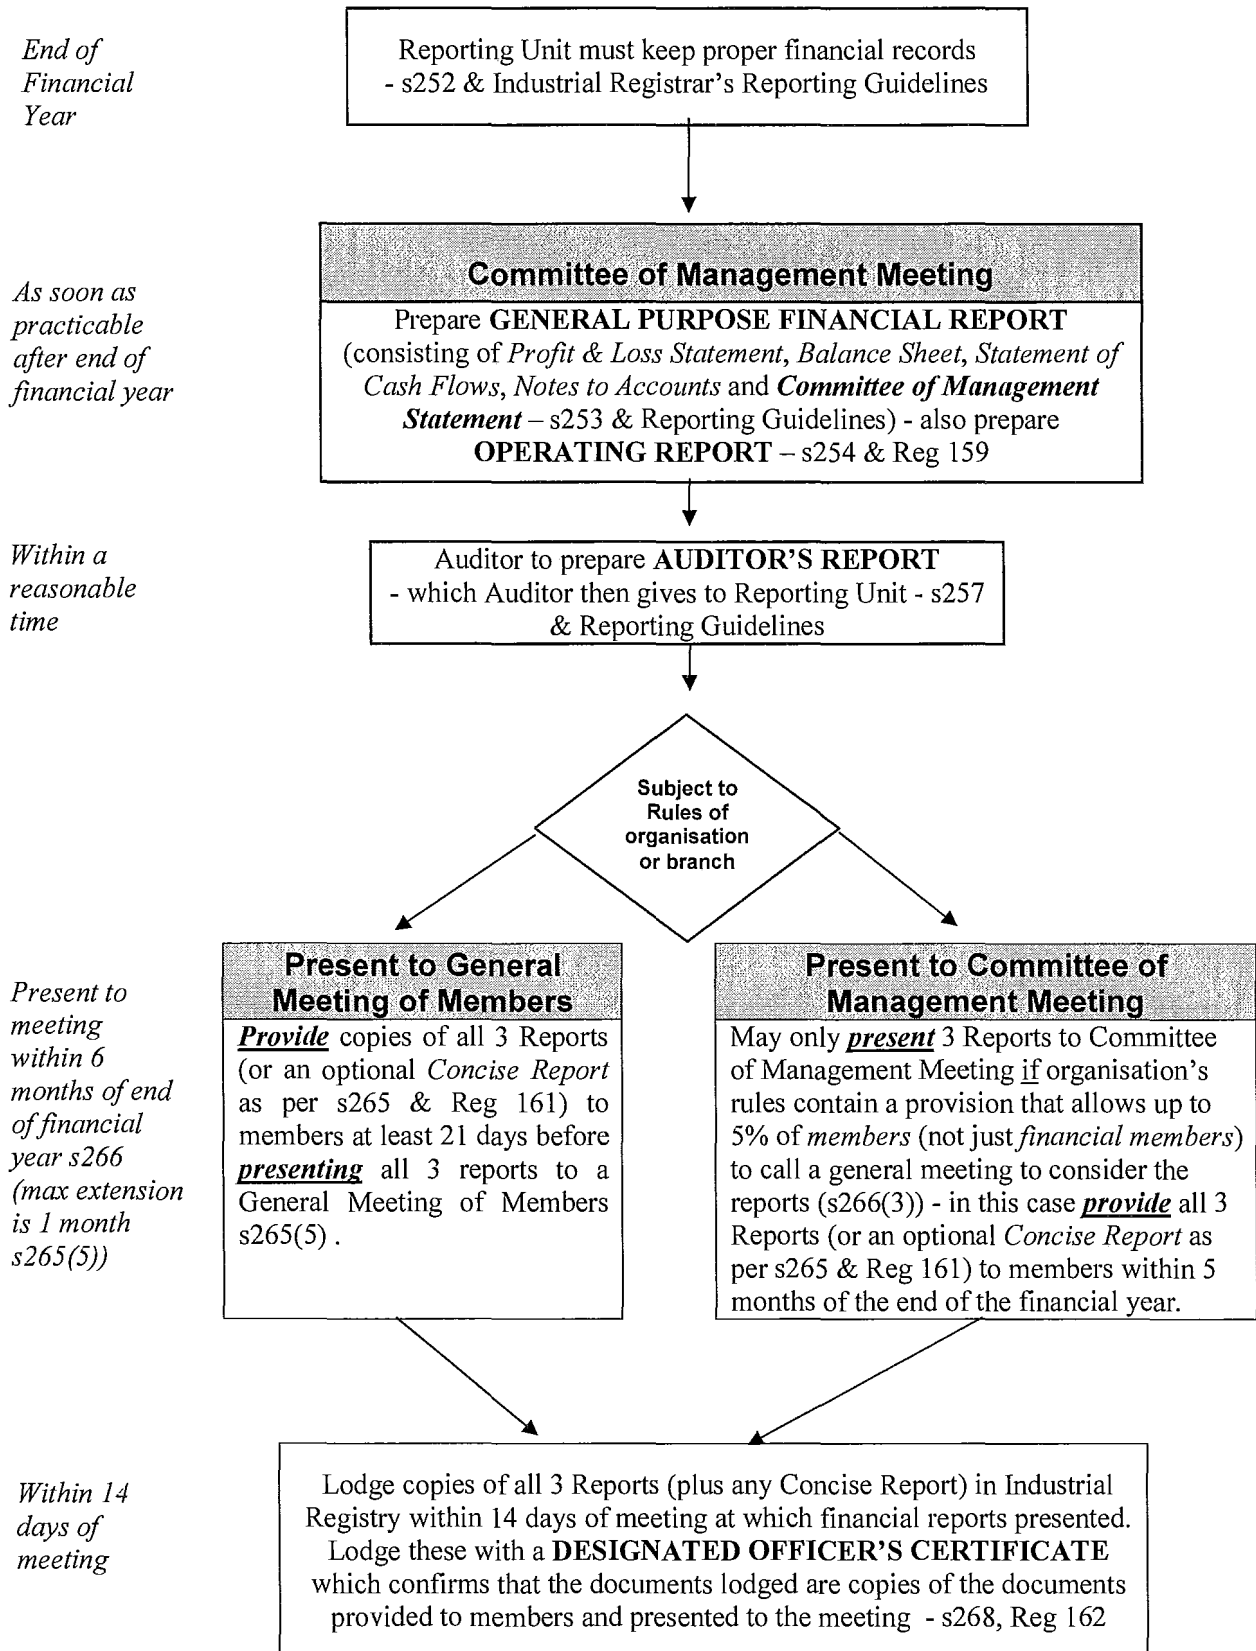 End of
Financial
Year
Reporting Unit must keep proper financial records
- s252 & Industrial Registrar's Reporting Guidelines
As soon as
practicable
after end of
financial year
Committee of Management Meeting
Prepare GENERAL PURPOSE FINANCIAL REPORT
(consisting of Profit & Loss Statement, Balance Sheet, Statement of
Cash Flows, Notes to Accounts and Committee of Management
Statement – s253 & Reporting Guidelines) - also prepare
OPERATING REPORT – s254 & Reg 159
Within a
reasonable
time
Auditor to prepare AUDITOR'S REPORT
- which Auditor then gives to Reporting Unit - s257
& Reporting Guidelines
Subject to
Rules of
organisation
or branch
Present to
meeting
within 6
months of end
of financial
year s266
(max extension
is 1 month
s265(5))
Present to General
Meeting of Members
Provide copies of all 3 Reports
(or an optional Concise Report
as per s265 & Reg 161) to
members at least 21 days before
presenting all 3 reports to a
General Meeting of Members
s265(5) .
Present to Committee of
Management Meeting
May only present 3 Reports to Committee
of Management Meeting if organisation's
rules contain a provision that allows up to
5% of members (not just financial members)
to call a general meeting to consider the
reports (s266(3)) - in this case provide all 3
Reports (or an optional Concise Report as
per s265 & Reg 161) to members within 5
months of the end of the financial year.
Within 14
days of
meeting
Lodge copies of all 3 Reports (plus any Concise Report) in Industrial
Registry within 14 days of meeting at which financial reports presented.
Lodge these with a DESIGNATED OFFICER'S CERTIFICATE
which confirms that the documents lodged are copies of the documents
provided to members and presented to the meeting - s268, Reg 162